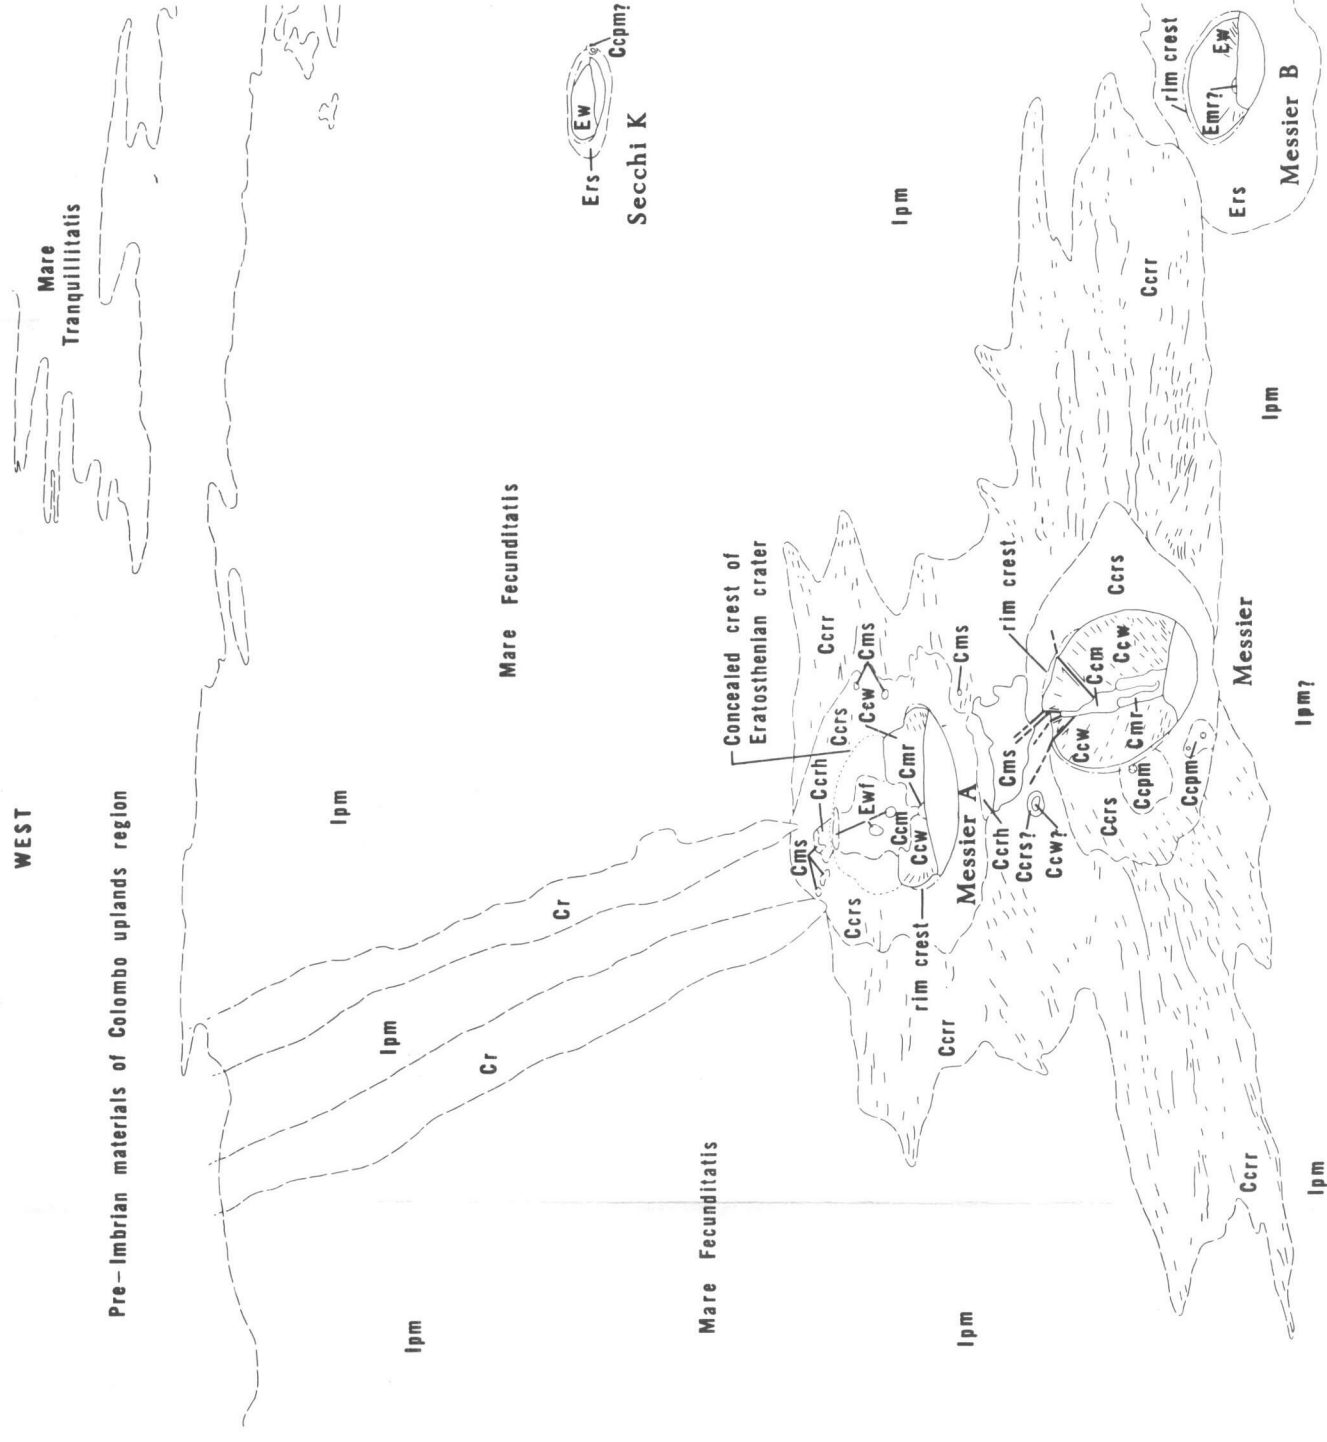 WEST
Pre-Imbrian materials of Colombo uplands region
Mare
Tranquillitatis
Ipm
Mare Fecunditatis
Cr
Ipm
Cr
Ipm
Mare Fecunditatis
Ipm
Ers
Ew
Ccpm?
Secchi K
Ipm
Concealed crest of
Eratosthenian crater
Cms
Ccrh
Ccrs
Ccrr
Cms
Ccw
Ewf
Ccrs
Ccm
Cmr
Ccw
rim crest
Ccrr
Messier A
Cms
Ccrh
Cms
rim crest
Ccrs?
Ccw?
Ccrs
Ccw
Ccm
Ccw
Ccrs
Ccpm
Cmr
Ccpm
Messier
Ccrr
rim crest
Emr?
Ew
Ers
Messier B
Ipm
Ccrr
Ipm
Ipm?